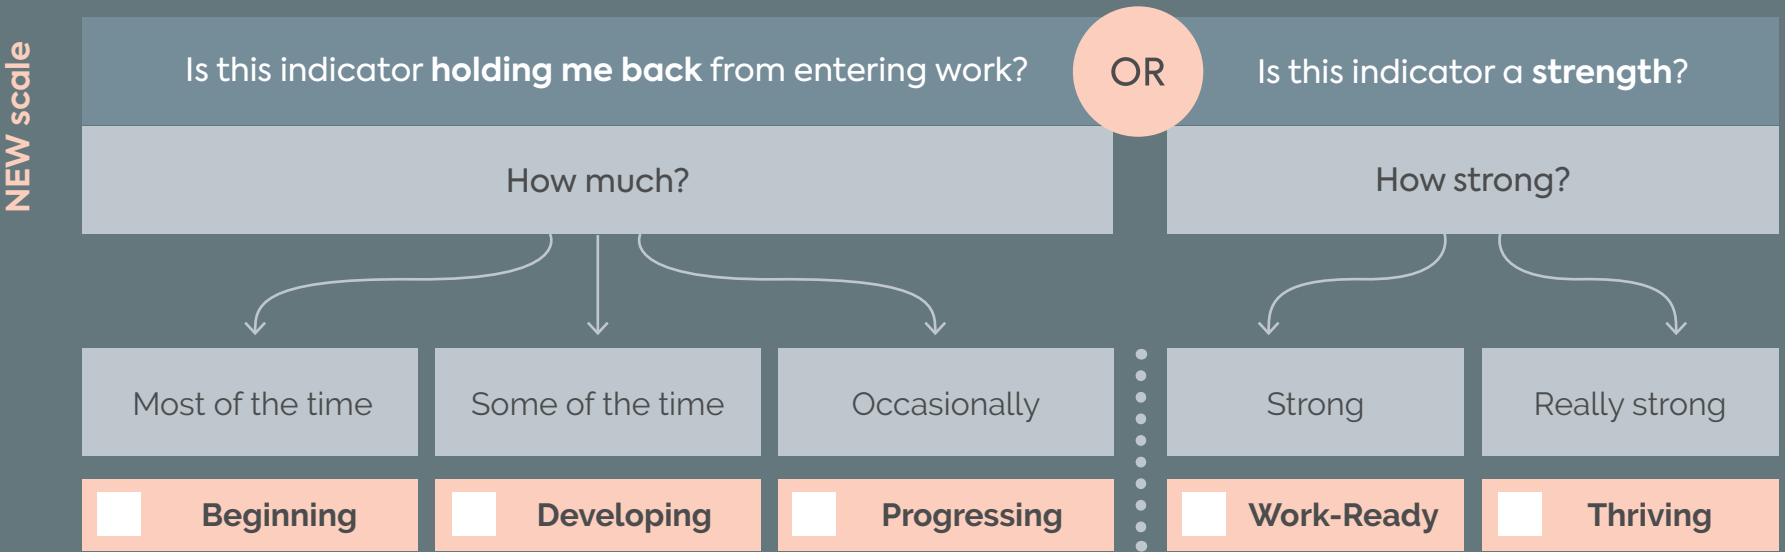 NEW scale
Is this indicator holding me back from entering work?
OR
Is this indicator a strength?
How much?
How strong?
Most of the time
Some of the time
Occasionally
Strong
Really strong
Beginning
Developing
Progressing
Work-Ready
Thriving